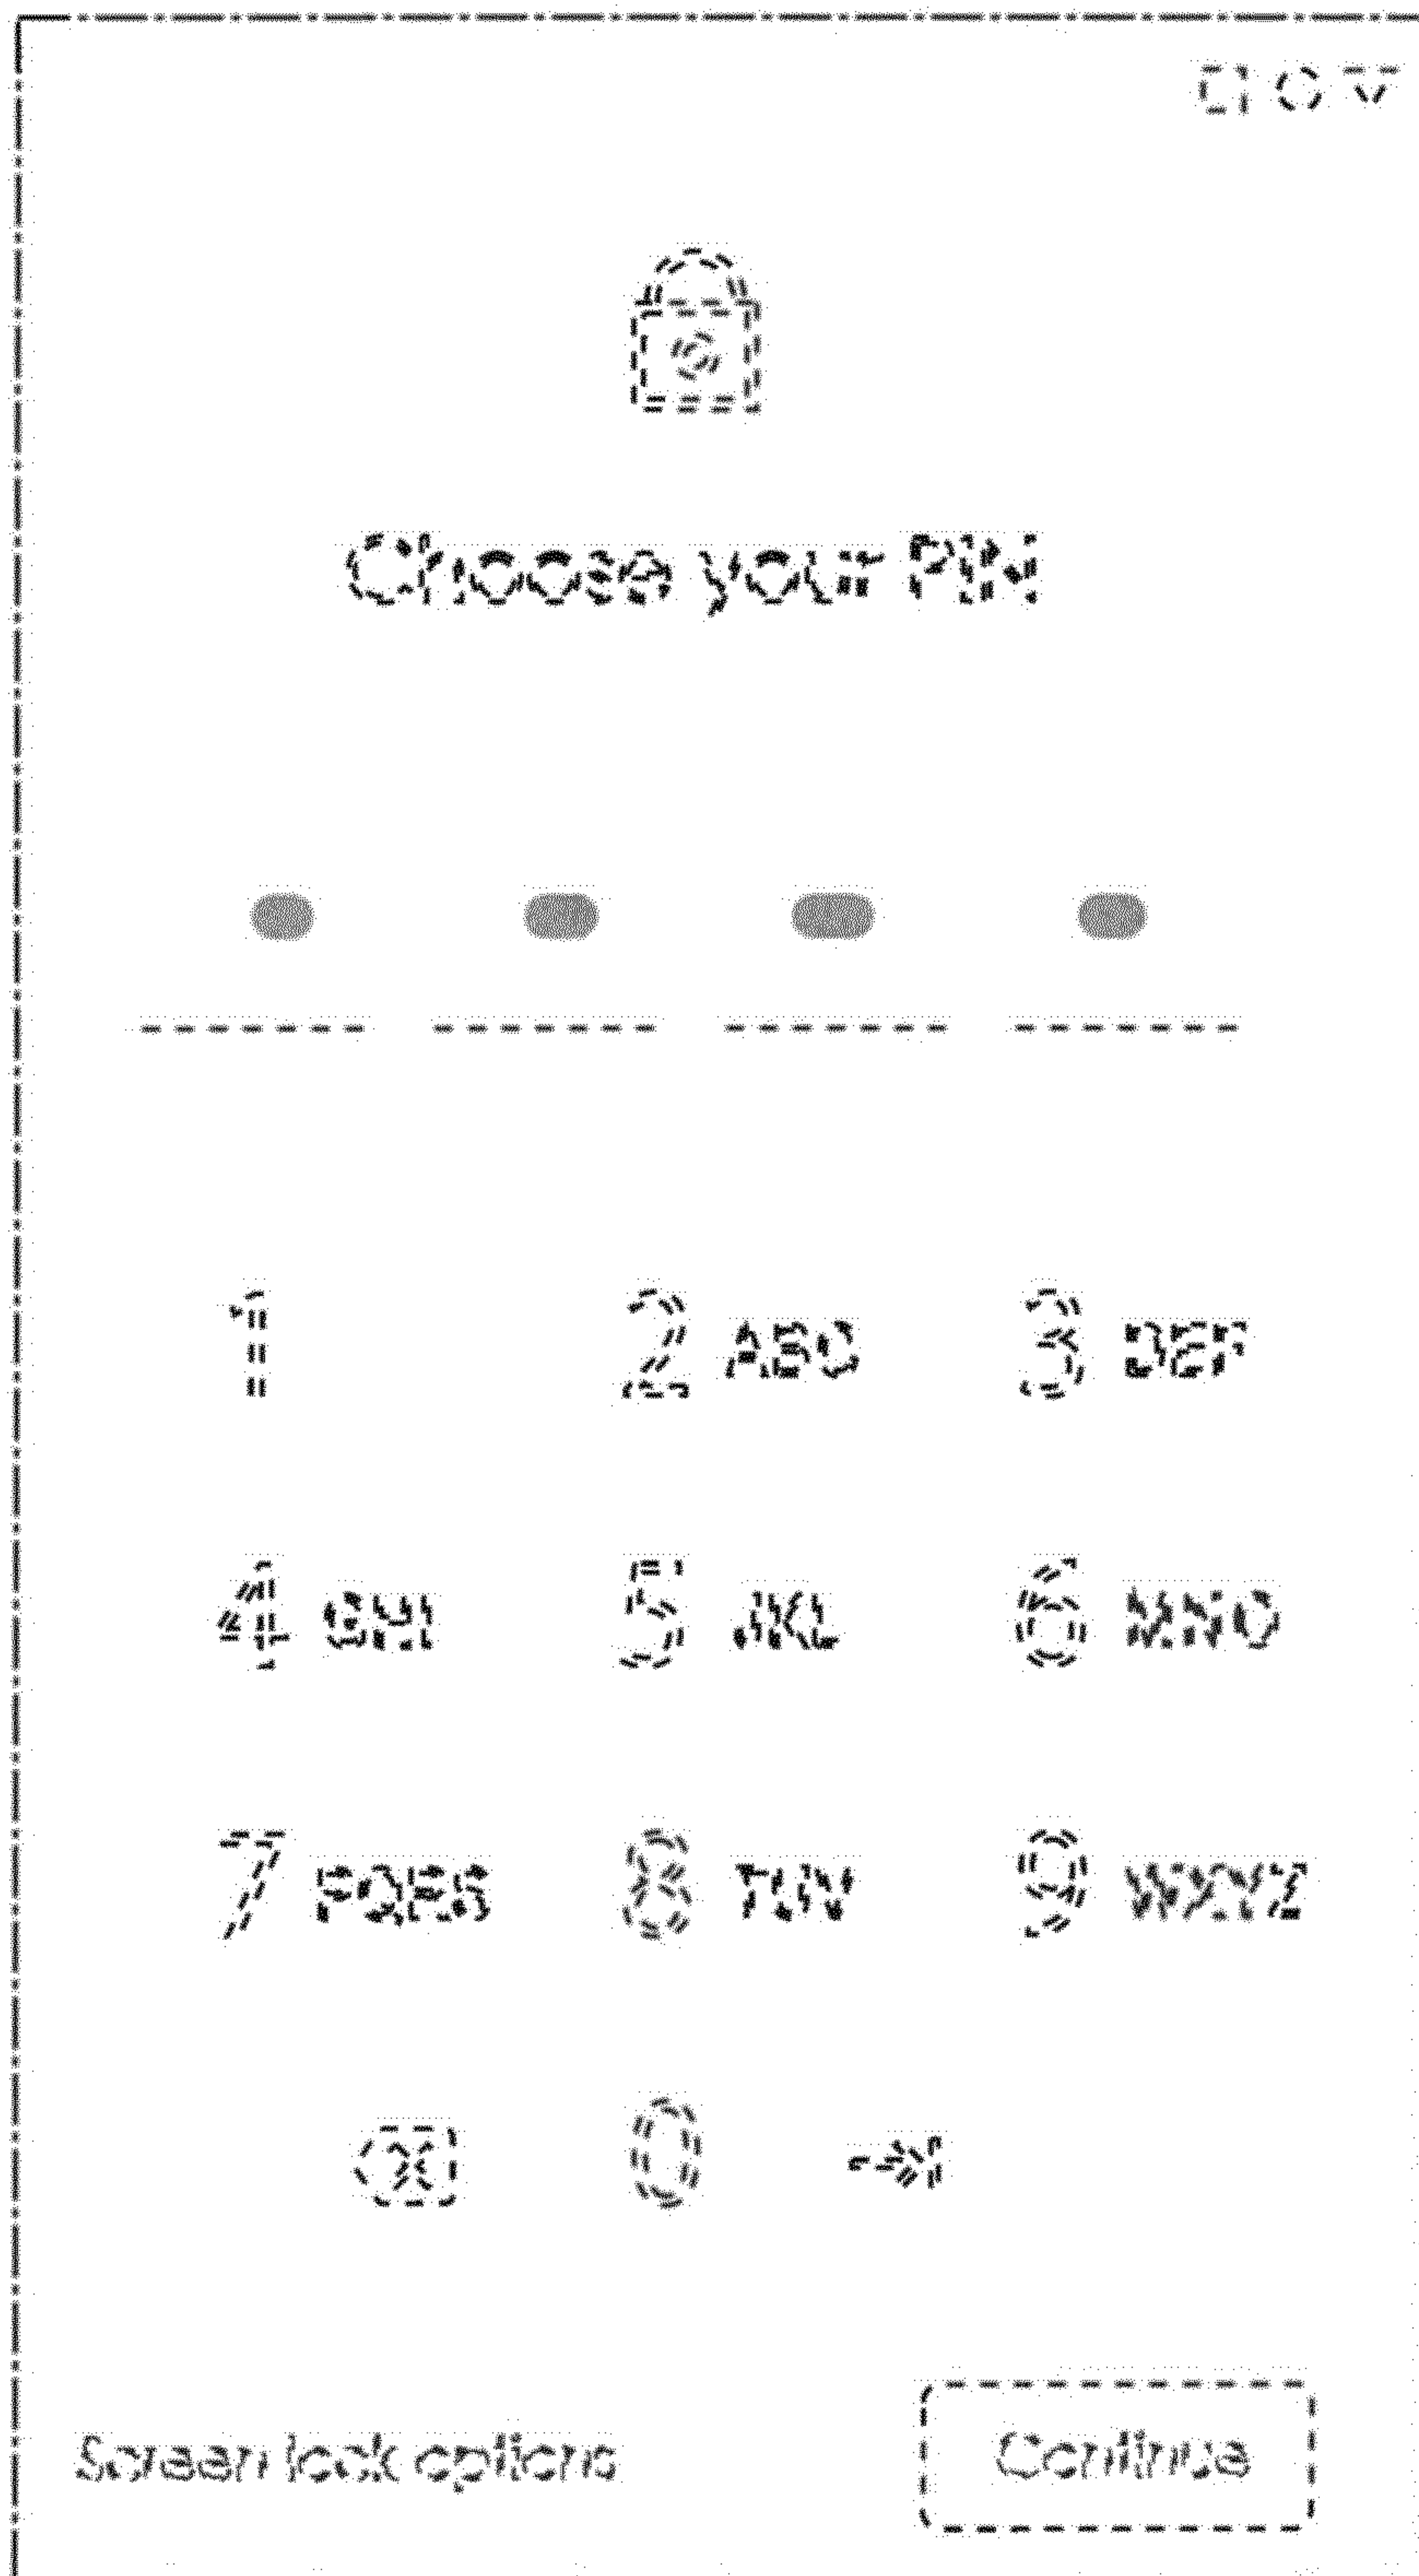 Choose your PIN
1 2 ABC 3 DEF
4 GHI 5 JKL 6 MNO
7 PQRS 8 TUV 9 WXYZ
0
Screen lock options Continue